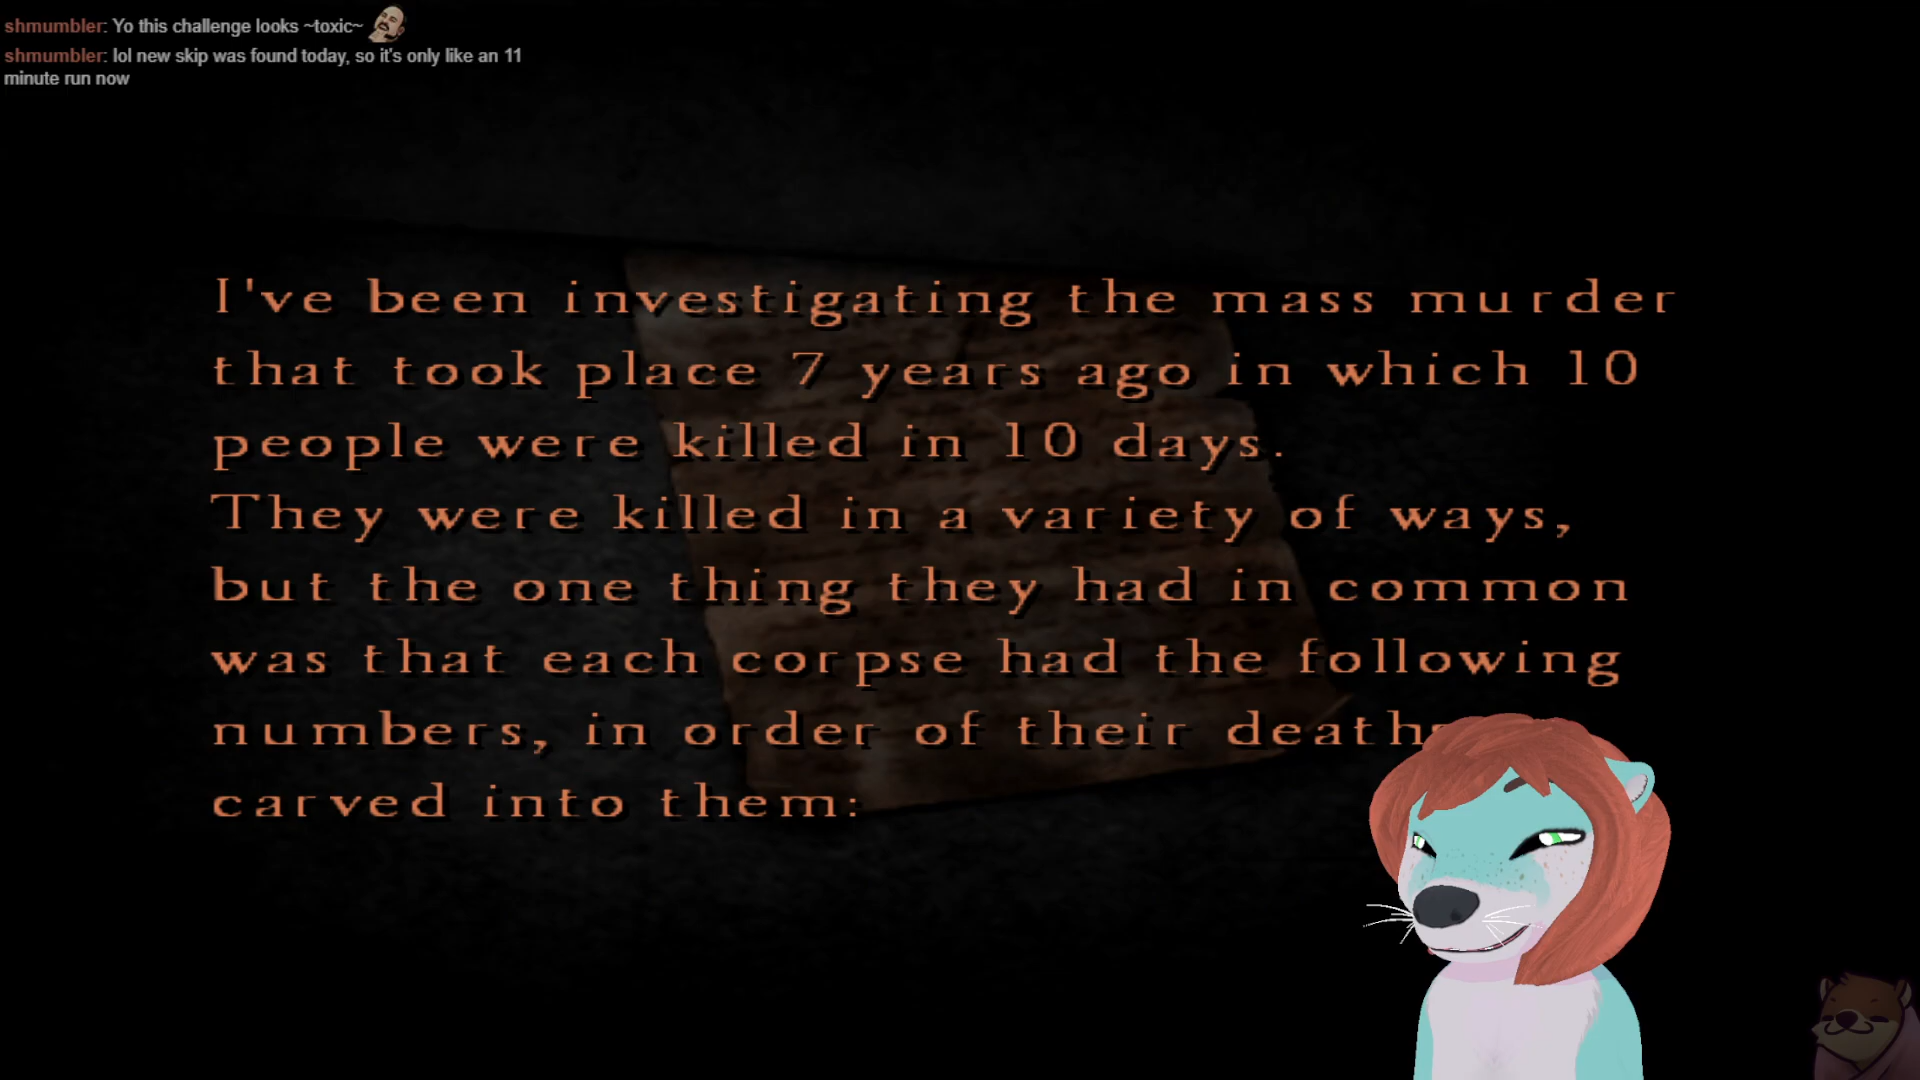 shmumbler: Yo this challenge looks ~toxic~
shmumbler: lol new skip was found today, so it's only like an 11
minute run now
I've been investigating the mass murder
that took place 7 years ago in which 10
people were killed in 10 days.
They were killed in a variety of ways,
but the one thing they had in common
was that each corpse had the following
numbers, in order of their deaths
carved into them: